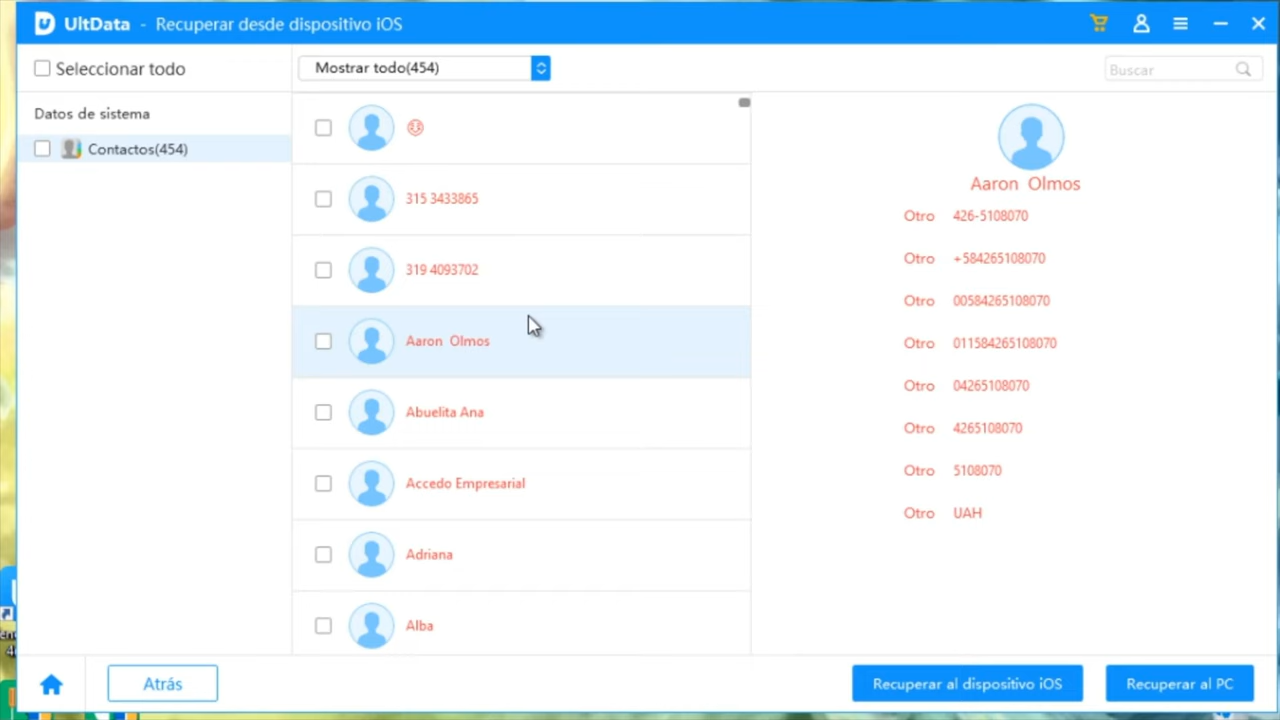 UltData - Recuperar desde dispositivo iOS
Seleccionar todo
Mostrar todo(454)
Buscar
Datos de sistema
Contactos(454)
315 3433865
319 4093702
Aaron Olmos
Abuelita Ana
Accedo Empresarial
Adriana
Alba
Aaron Olmos
Otro 426-5108070
Otro +584265108070
Otro 00584265108070
Otro 011584265108070
Otro 04265108070
Otro 4265108070
Otro 5108070
Otro UAH
Atrás
Recuperar al dispositivo iOS
Recuperar al PC